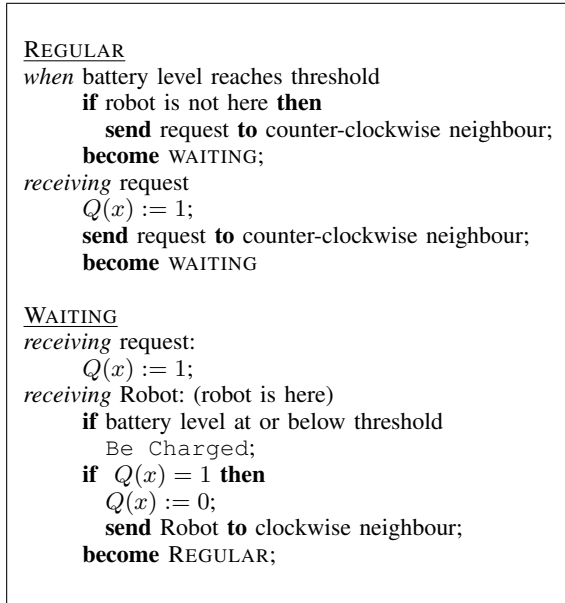 REGULAR
when battery level reaches threshold
if robot is not here then
send request to counter-clockwise neighbour;
become WAITING;
receiving request
Q(x) := 1;
send request to counter-clockwise neighbour;
become WAITING
WAITING
receiving request:
Q(x) := 1;
receiving Robot: (robot is here)
if battery level at or below threshold
Be Charged;
if Q(x) = 1 then
Q(x) := 0;
send Robot to clockwise neighbour;
become REGULAR;